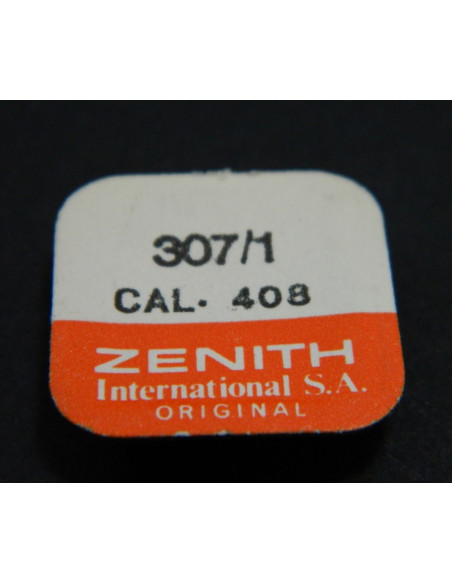 307/1
CAL. 408
ZENITH
International S.A.
ORIGINAL